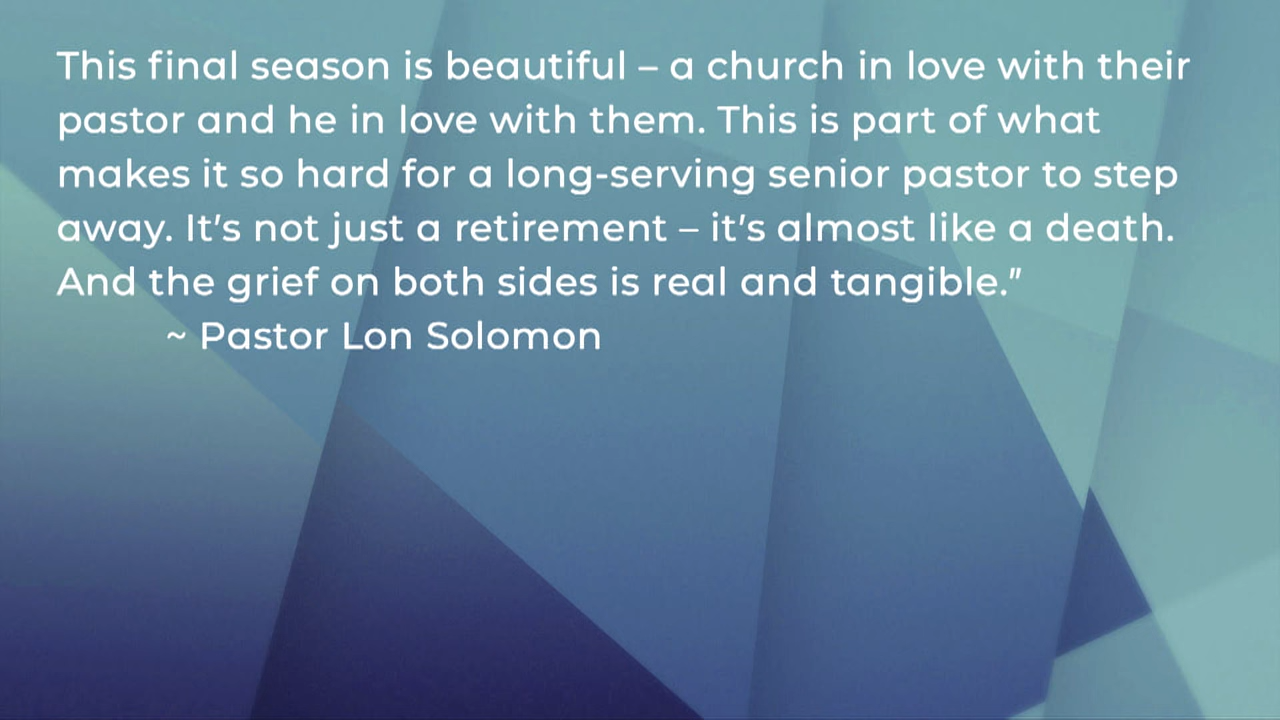 This final season is beautiful – a church in love with their
pastor and he in love with them. This is part of what
makes it so hard for a long-serving senior pastor to step
away. It's not just a retirement – it's almost like a death.
And the grief on both sides is real and tangible."
~ Pastor Lon Solomon